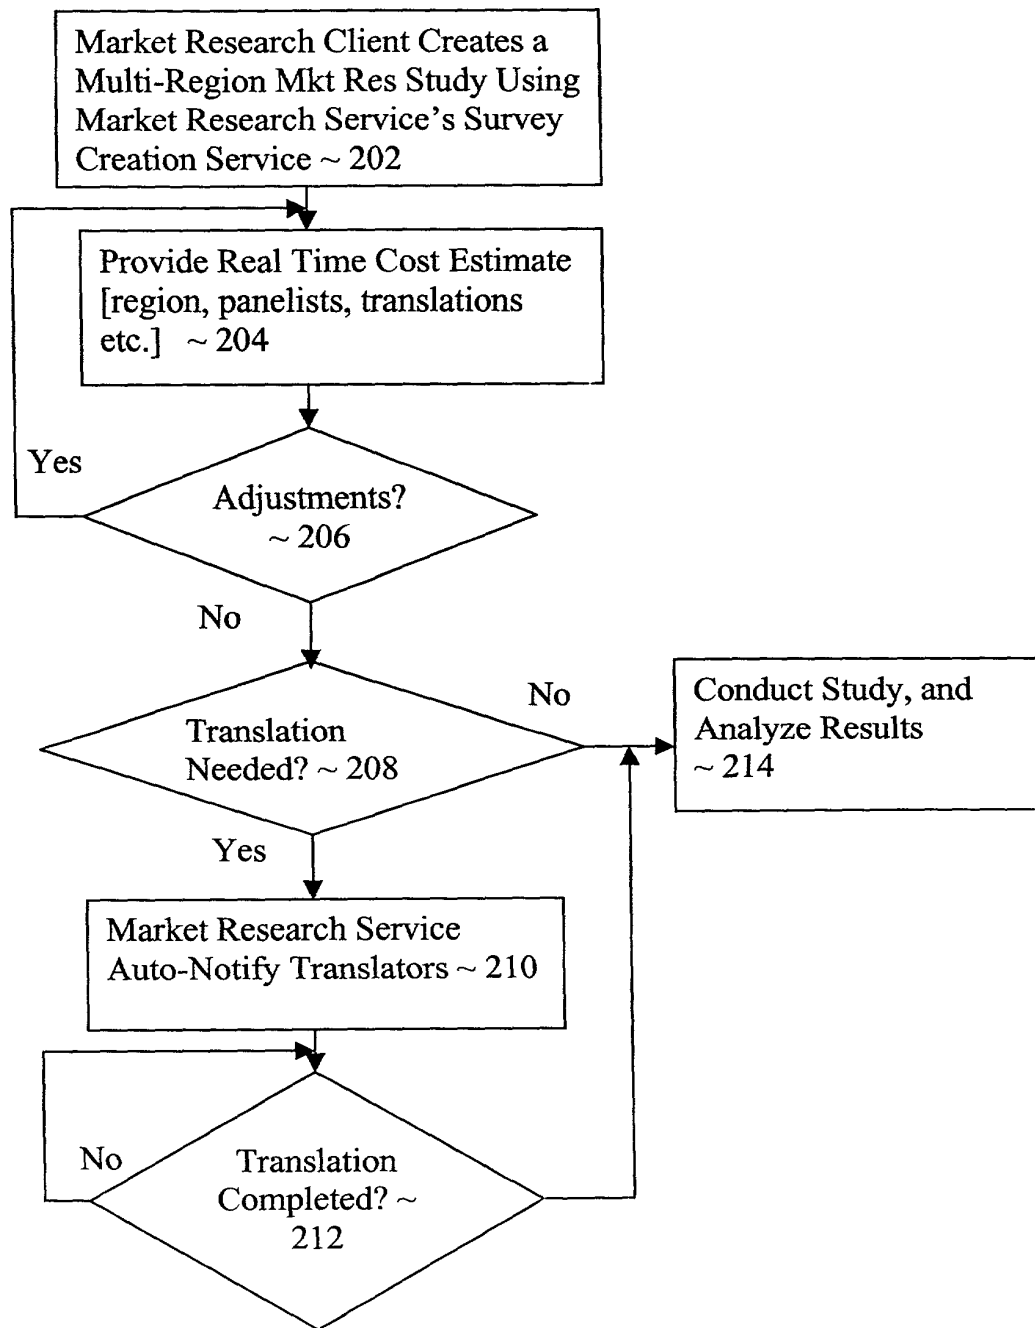 Market Research Client Creates a
Multi-Region Mkt Res Study Using
Market Research Service's Survey
Creation Service ~ 202
Provide Real Time Cost Estimate
[region, panelists, translations
etc.] ~ 204
Yes
Adjustments?
~ 206
No
Translation
Needed? ~ 208
No
Conduct Study, and
Analyze Results
~ 214
Yes
Market Research Service
Auto-Notify Translators ~ 210
No
Translation
Completed? ~
212